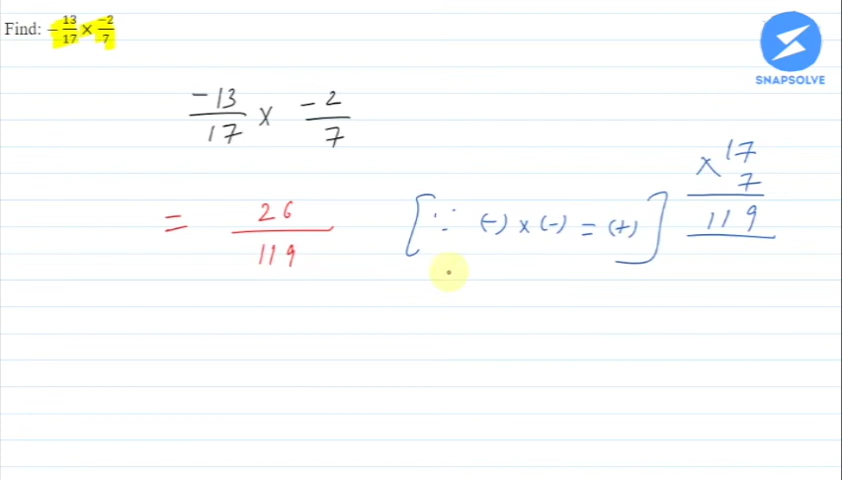 Find: -13/17 × -2/7
SNAPSOLVE
-13/17 × -2/7
= 26/119 [∵ (-) × (-) = (+)]
× 17
7
119